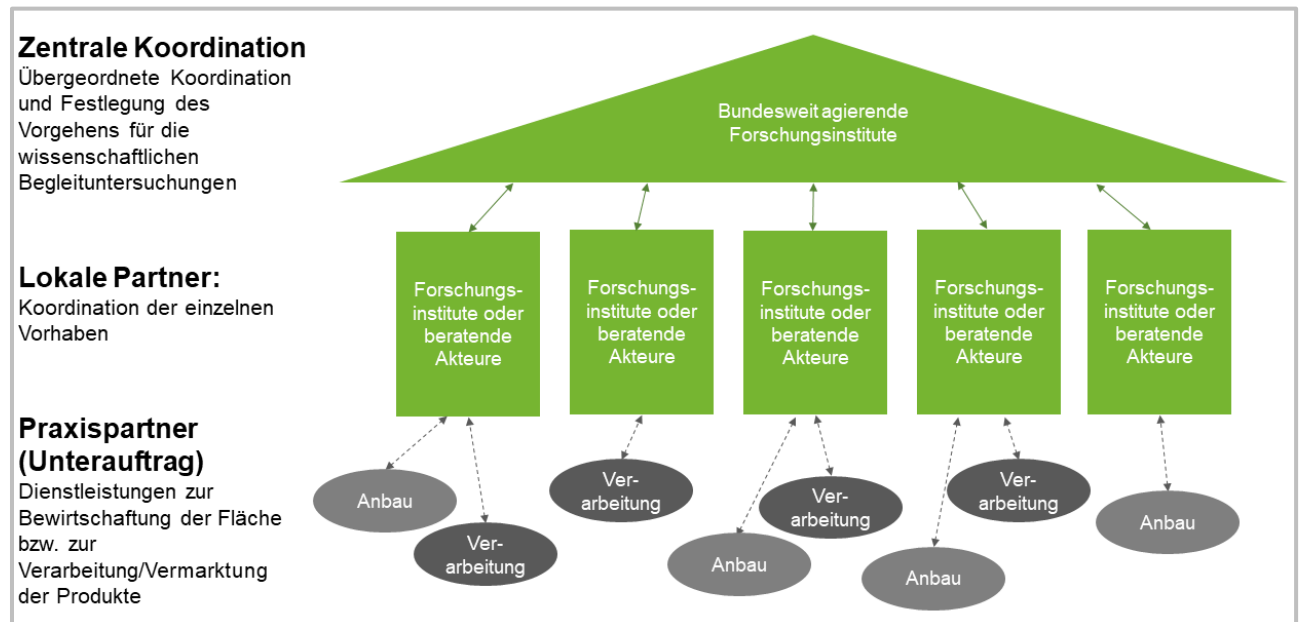 Zentrale Koordination
Übergeordnete Koordination
und Festlegung des
Vorgehens für die
wissenschaftlichen
Begleituntersuchungen
Bundesweit agierende
Forschungsinstitute
Lokale Partner:
Koordination der einzelnen
Vorhaben
Forschungs-
institute oder
beratende
Akteure
Forschungs-
institute oder
beratende
Akteure
Forschungs-
institute oder
beratende
Akteure
Forschungs-
institute oder
beratende
Akteure
Forschungs-
institute oder
beratende
Akteure
Praxispartner
(Unterauftrag)
Dienstleistungen zur
Bewirtschaftung der Fläche
bzw. zur
Verarbeitung/Vermarktung
der Produkte
Anbau
Ver-
arbeitung
Ver-
arbeitung
Anbau
Ver-
arbeitung
Anbau
Ver-
arbeitung
Anbau